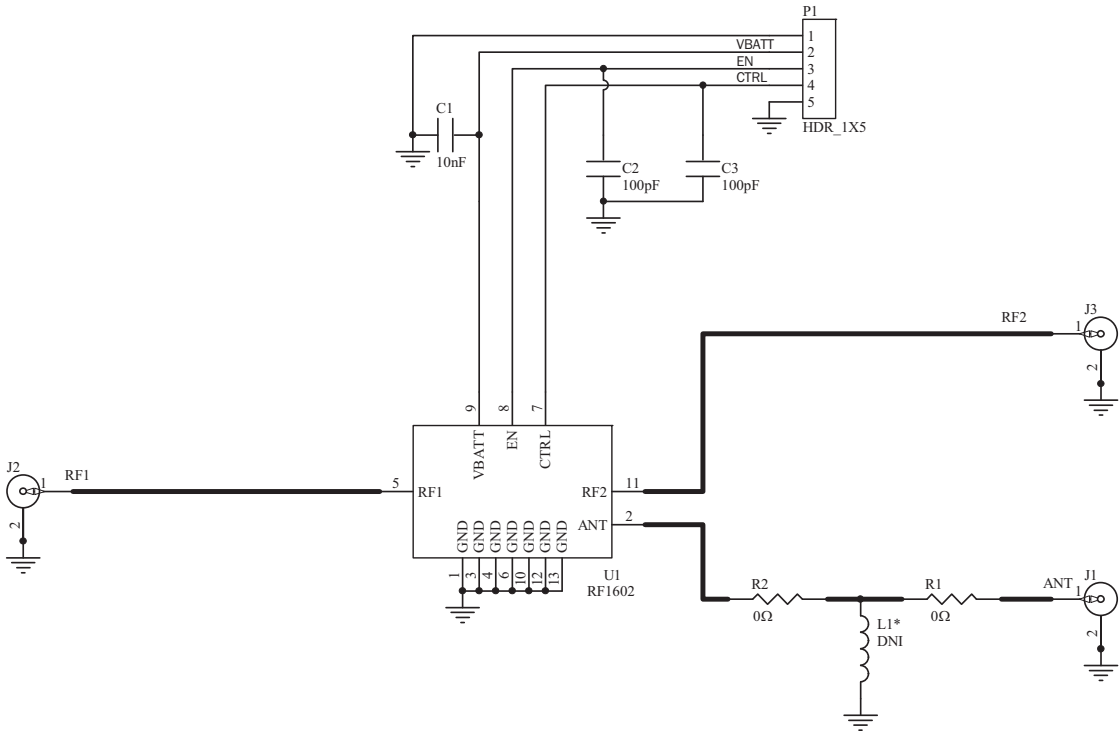 P1
1
VBATT
2
EN
3
CTRL
4
5
HDR_1X5
C1
10nF
C2
100pF
C3
100pF
J3
RF2
1
2
9
8
7
VBATT
EN
CTRL
J2
1
RF1
5
RF1
2
RF2
11
ANT
2
GND
GND
GND
GND
GND
GND
GND
1
3
4
6
10
12
13
U1
RF1602
R2
0Ω
R1
0Ω
ANT
J1
1
2
L1*
DNI